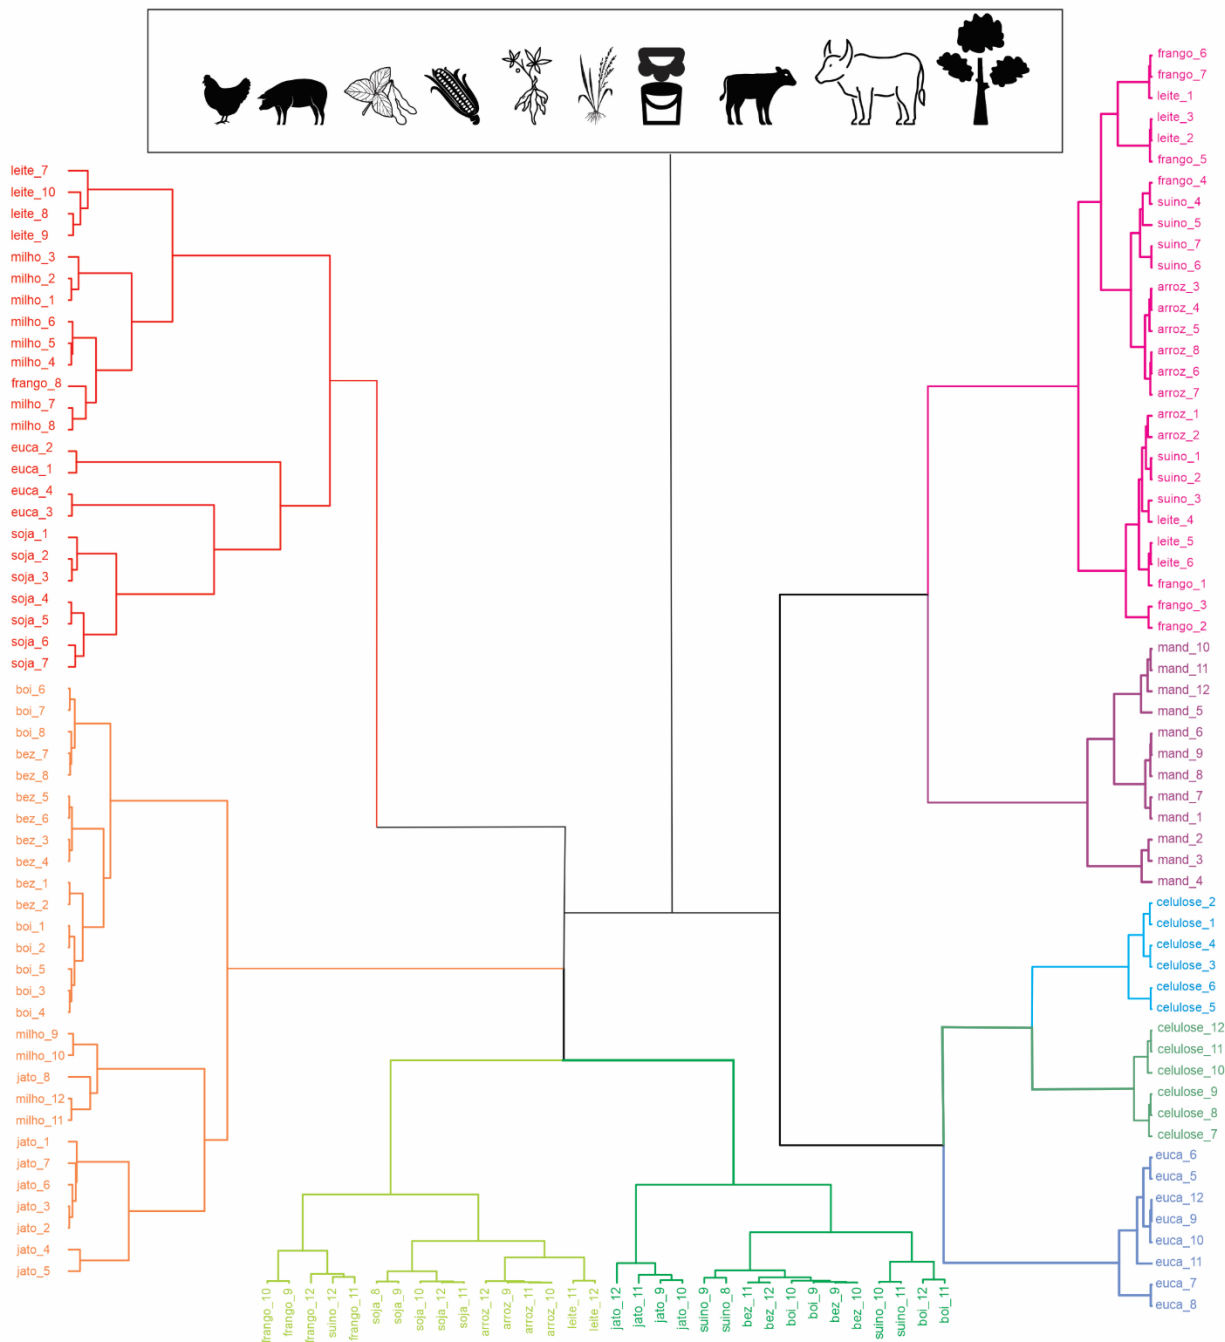 leite_7
leite_10
leite_8
leite_9
milho_3
milho_2
milho_1
milho_6
milho_5
milho_4
frango_8
milho_7
milho_8
euca_2
euca_1
euca_4
euca_3
soja_1
soja_2
soja_3
soja_4
soja_5
soja_6
soja_7
boi_6
boi_7
boi_8
bez_7
bez_8
bez_5
bez_6
bez_3
bez_4
bez_1
bez_2
boi_1
boi_2
boi_5
boi_3
boi_4
milho_9
milho_10
jato_8
milho_12
milho_11
jato_1
jato_7
jato_6
jato_3
jato_2
jato_4
jato_5
frango_10
frango_9
frango_12
suino_12
frango_11
soja_8
soja_9
soja_10
soja_12
soja_11
arroz_12
arroz_9
arroz_11
arroz_10
leite_11
leite_12
jato_12
jato_11
jato_9
jato_10
suino_9
suino_8
bez_11
bez_12
boi_10
boi_9
bez_9
bez_10
suino_10
suino_11
boi_12
boi_11
frango_6
frango_7
leite_1
leite_3
leite_2
frango_5
frango_4
suino_4
suino_5
suino_7
suino_6
arroz_3
arroz_4
arroz_5
arroz_8
arroz_6
arroz_7
arroz_1
arroz_2
suino_1
suino_2
suino_3
leite_4
leite_5
leite_6
frango_1
frango_3
frango_2
mand_10
mand_11
mand_12
mand_5
mand_6
mand_9
mand_8
mand_7
mand_1
mand_2
mand_3
mand_4
celulose_2
celulose_1
celulose_4
celulose_3
celulose_6
celulose_5
celulose_12
celulose_11
celulose_10
celulose_9
celulose_8
celulose_7
euca_6
euca_5
euca_12
euca_9
euca_10
euca_11
euca_7
euca_8